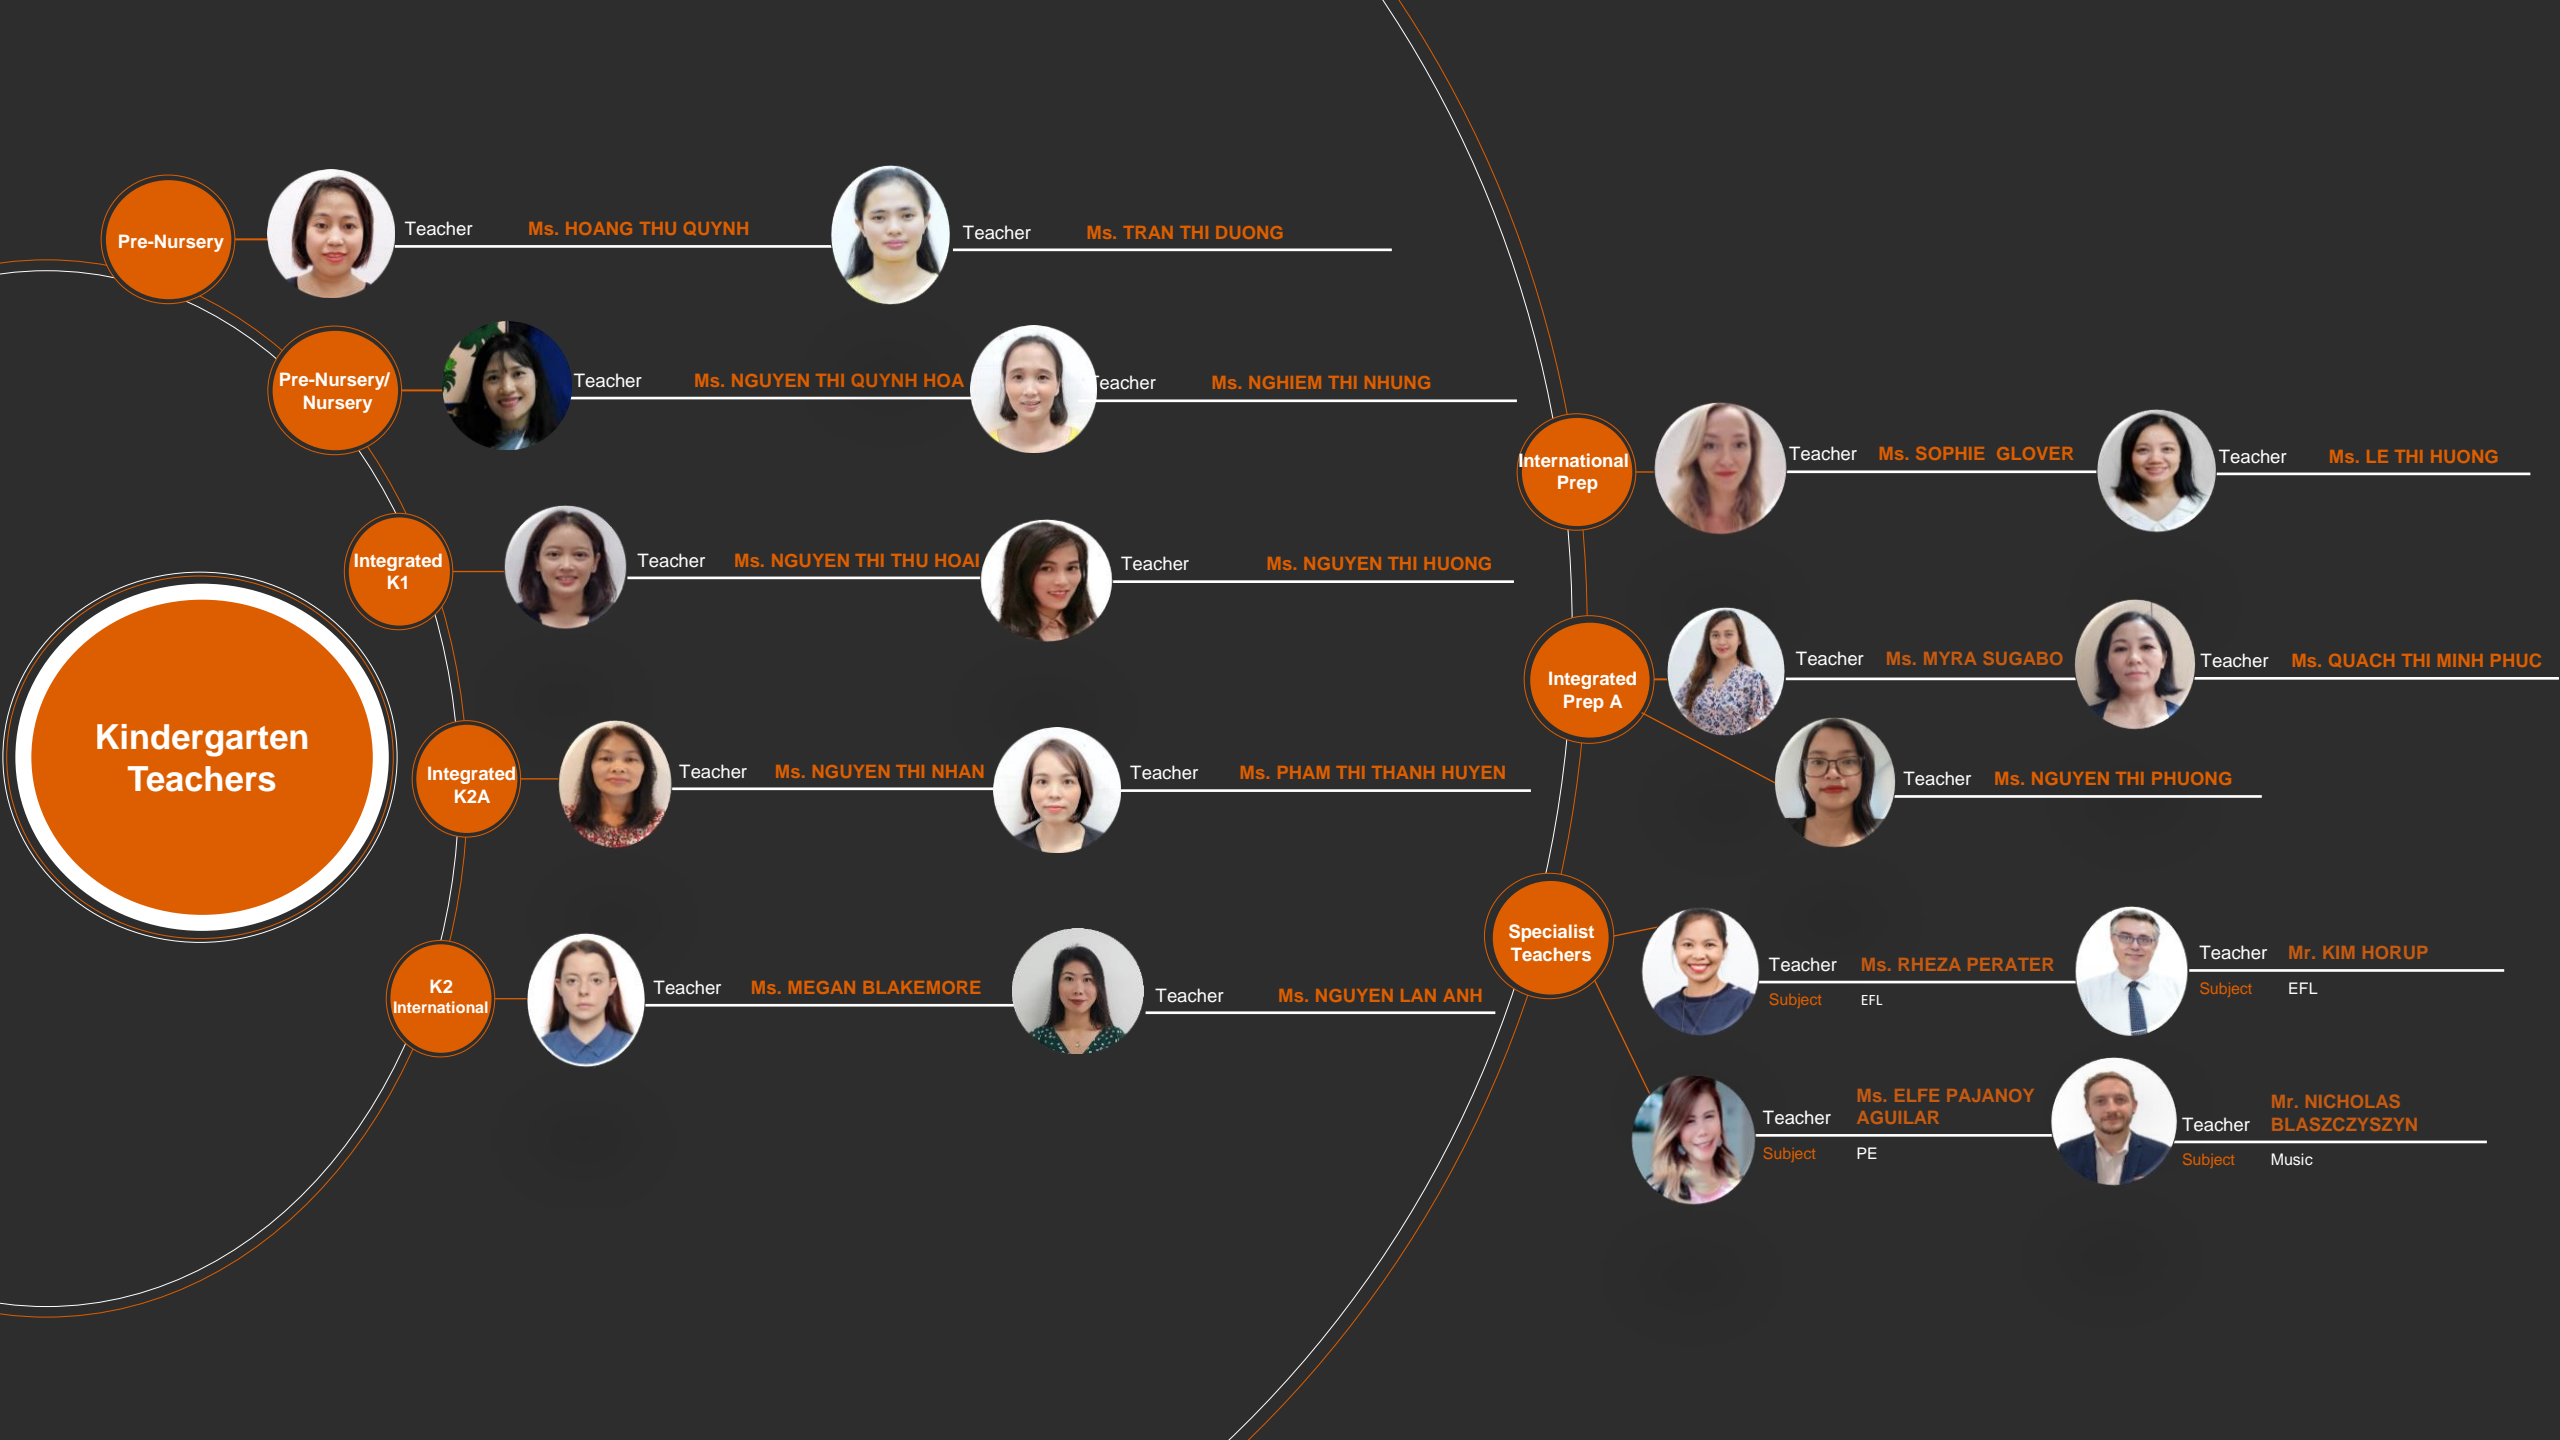 Pre-Nursery
Teacher Ms. HOANG THU QUYNH
Teacher Ms. TRAN THI DUONG
Pre-Nursery/
Nursery
Teacher Ms. NGUYEN THI QUYNH HOA
Teacher Ms. NGHIEM THI NHUNG
Integrated
K1
Teacher Ms. NGUYEN THI THU HOAI
Teacher Ms. NGUYEN THI HUONG
Kindergarten
Teachers
Integrated
K2A
Teacher Ms. NGUYEN THI NHAN
Teacher Ms. PHAM THI THANH HUYEN
K2
International
Teacher Ms. MEGAN BLAKEMORE
Teacher Ms. NGUYEN LAN ANH
International
Prep
Teacher Ms. SOPHIE  GLOVER
Teacher Ms. LE THI HUONG
Integrated
Prep A
Teacher Ms. MYRA SUGABO
Teacher Ms. QUACH THI MINH PHUC
Teacher Ms. NGUYEN THI PHUONG
Specialist
Teachers
Teacher Ms. RHEZA PERATER
Subject EFL
Teacher Mr. KIM HORUP
Subject EFL
Ms. ELFE PAJANOY
Teacher AGUILAR
Subject PE
Mr. NICHOLAS
Teacher BLASZCZYSZYN
Subject Music